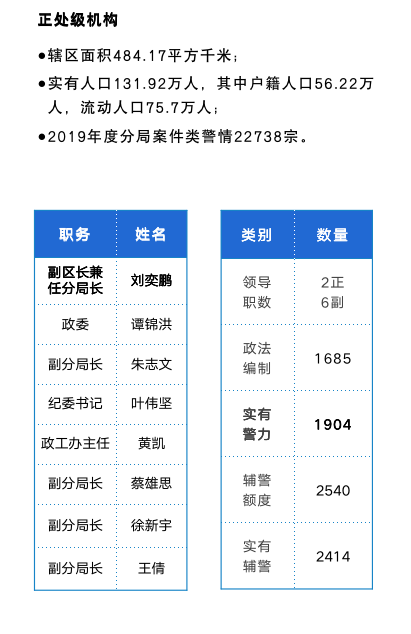 正处级机构
●辖区面积484.17平方千米；
●实有人口131.92万人，其中户籍人口56.22万
人，流动人口75.7万人；
●2019年度分局案件类警情22738宗。
职务 姓名
副区长兼
任分局长 刘奕鹏
政委 谭锦洪
副分局长 朱志文
纪委书记 叶伟坚
政工办主任 黄凯
副分局长 蔡雄思
副分局长 徐新宇
副分局长 王倩
类别 数量
领导 2正
职数 6副
政法
编制 1685
实有
警力 1904
辅警
额度 2540
实有
辅警 2414